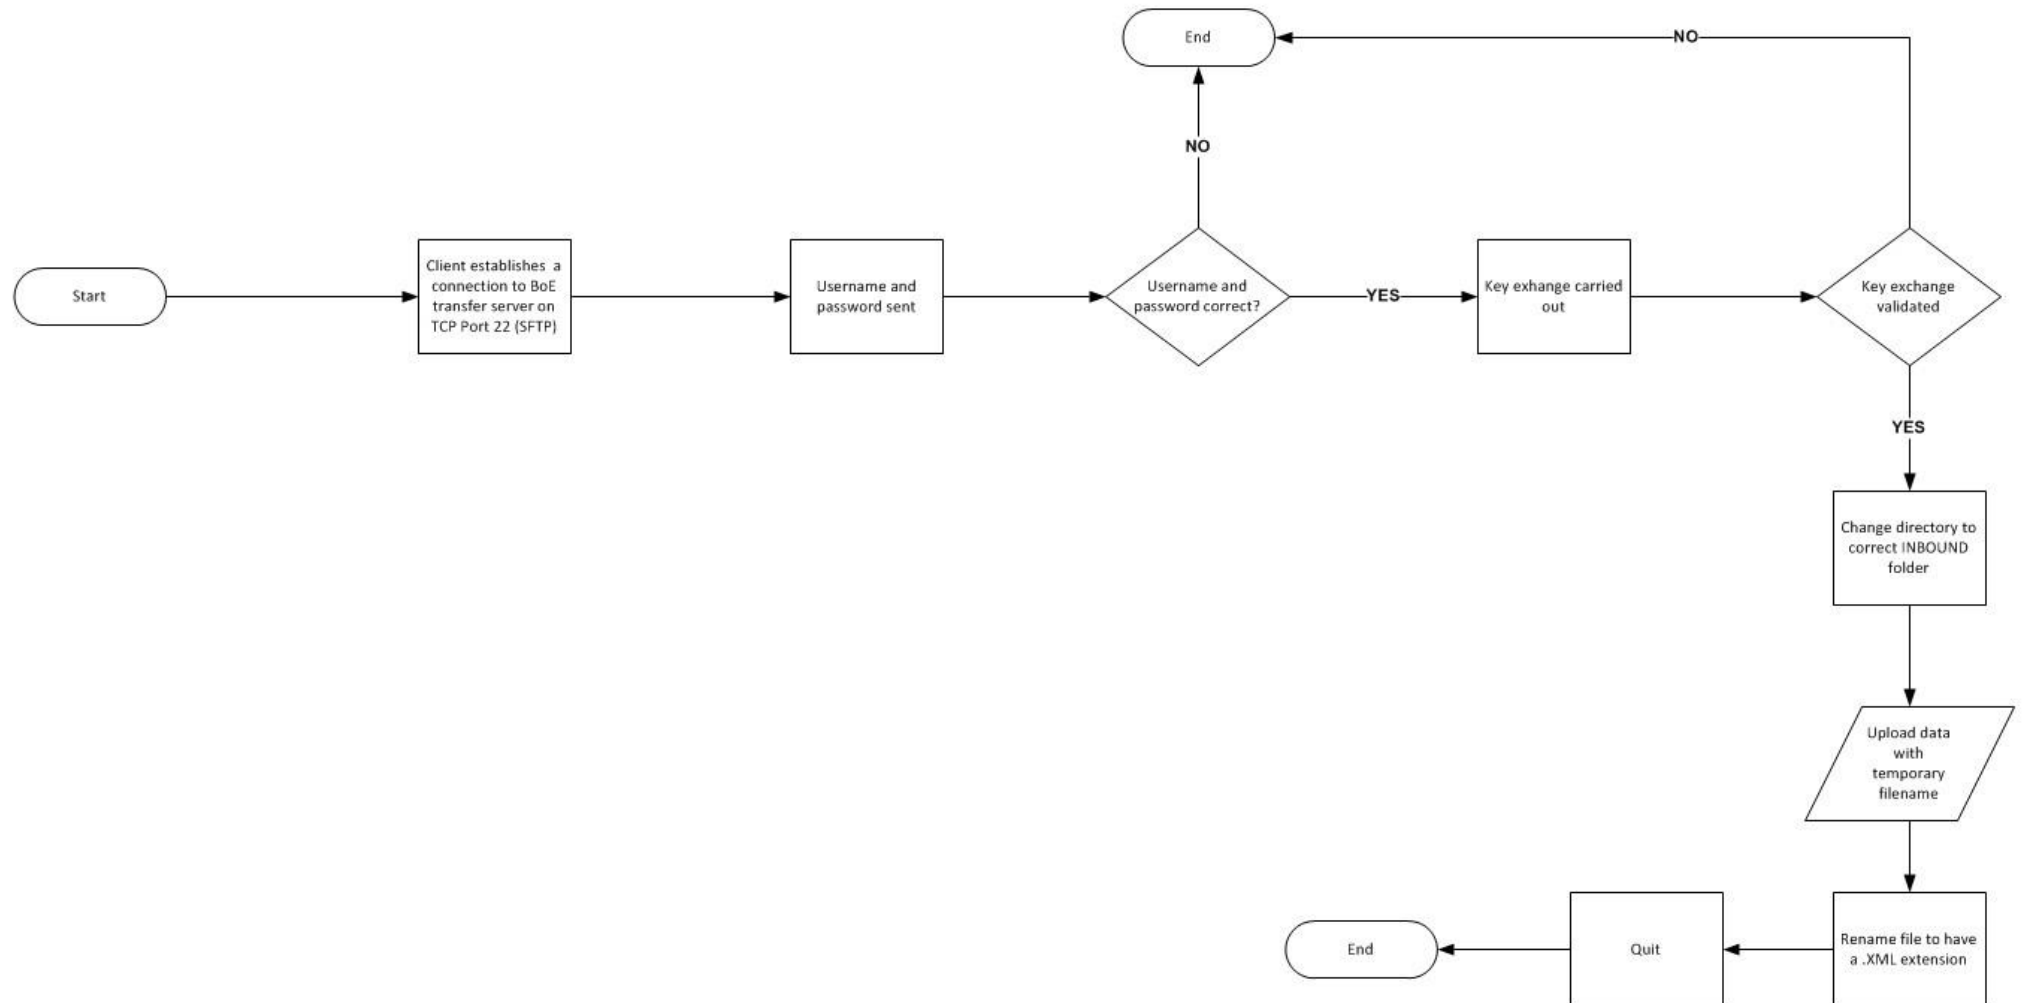 End
NO
NO
Start
Client establishes a
connection to BoE
transfer server on
TCP Port 22 (SFTP)
Username and
password sent
Username and
password correct?
YES
Key exhange carried
out
Key exchange
validated
YES
Change directory to
correct INBOUND
folder
Upload data
with
temporary
filename
Rename file to have
a .XML extension
Quit
End